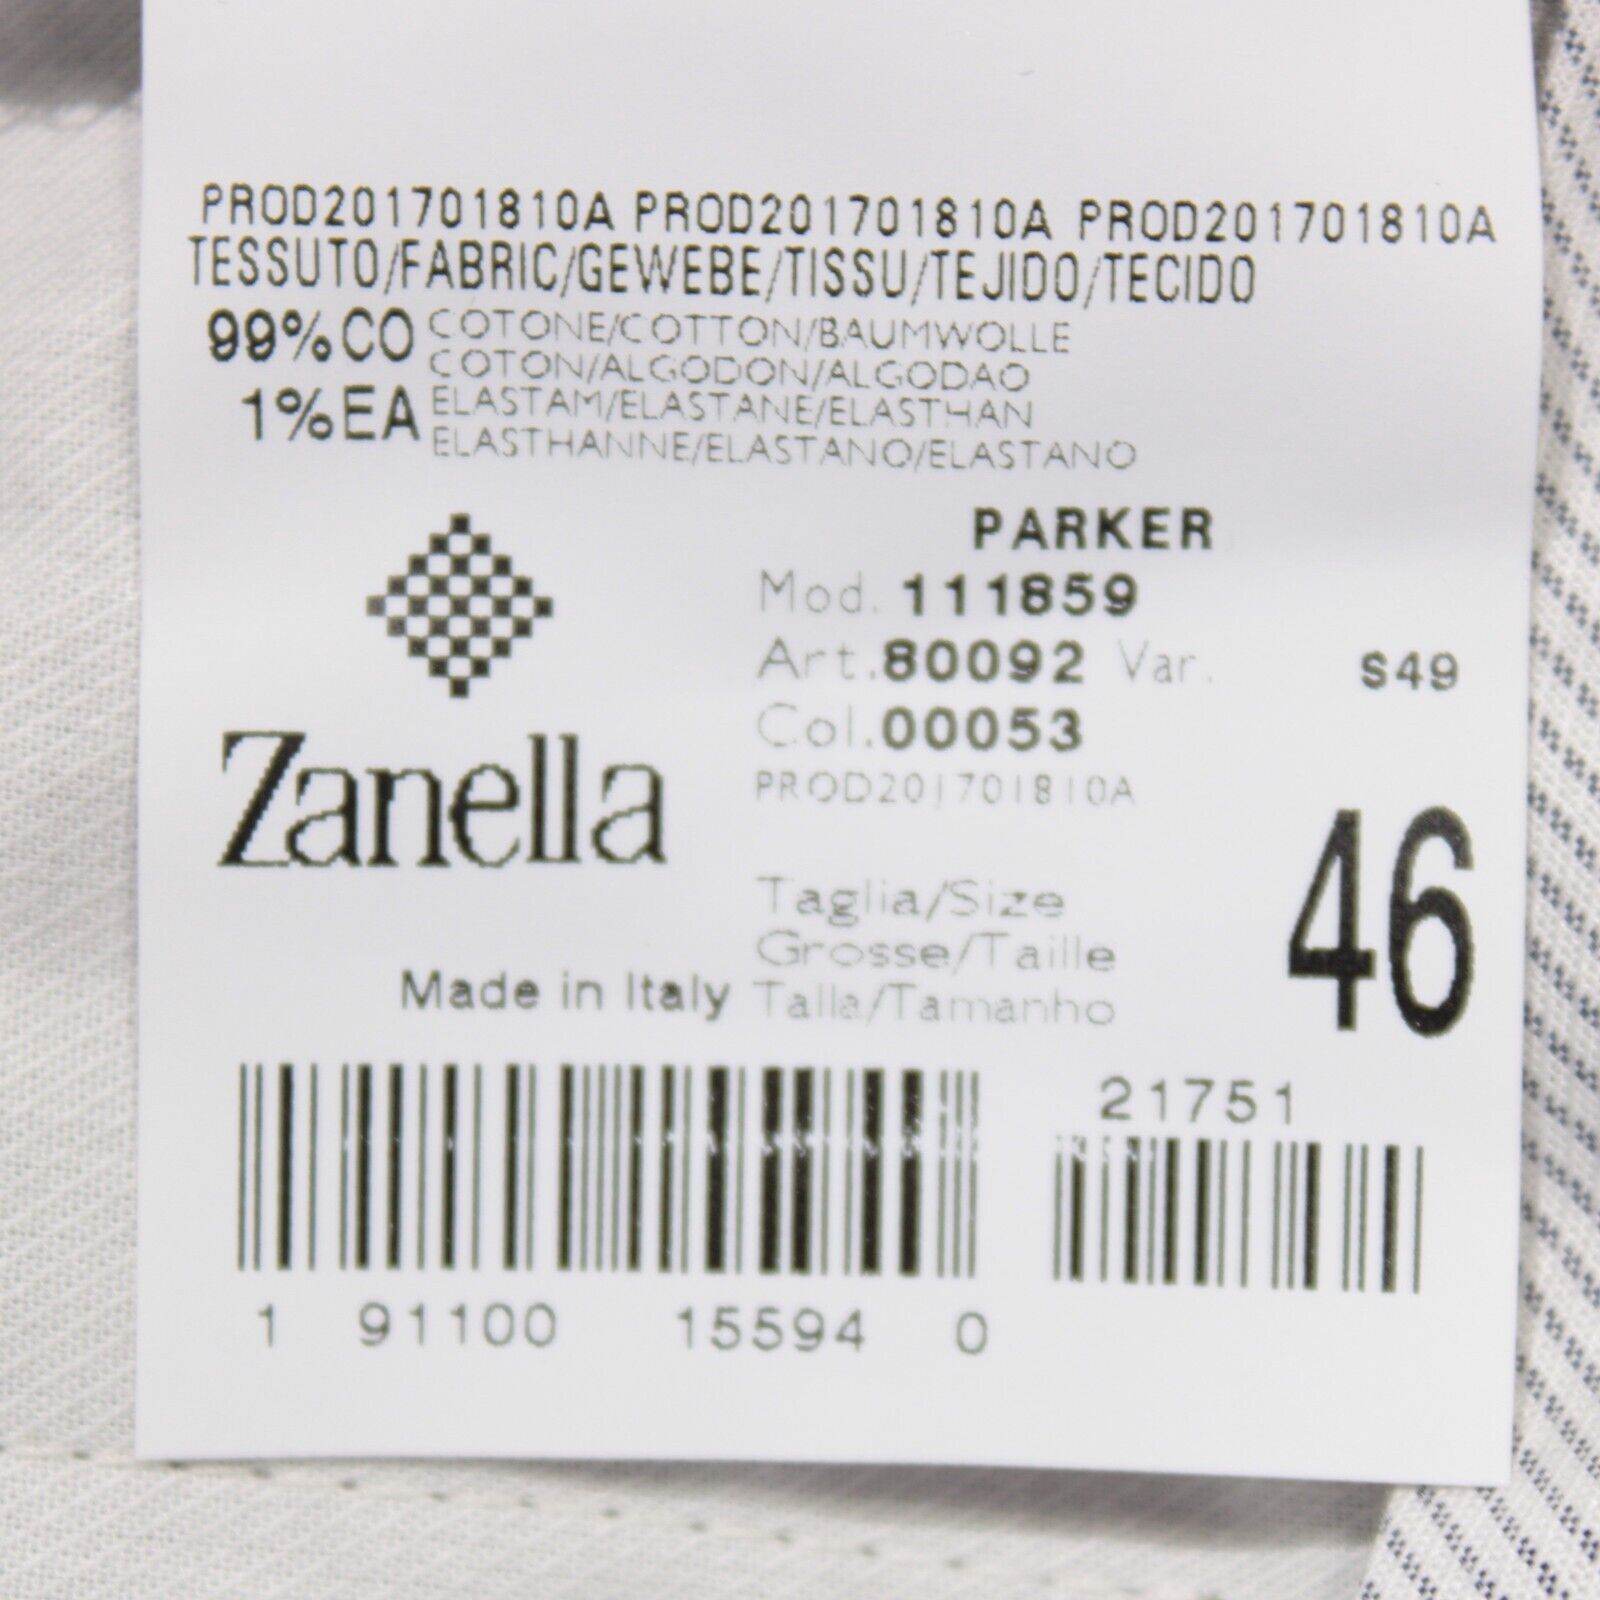 PROD201701810A PROD201701810A PROD201701810A
TESSUTO/FABRIC/GEWEBE/TISSU/TEJIDO/TECIDO
99%CO COTONE/COTTON/BAUMWOLLE
COTON/ALGODON/ALGODAO
1%EA ELASTAM/ELASTANE/ELASTHAN
ELASTHANNE/ELASTANO/ELASTANO
PARKER
Mod. 111859
Art.80092 Var. S49
Col.00053
PROD201701810A
Zanella
46
Taglia/Size
Grosse/Taille
Made in Italy Talla/Tamanho
21751
1 91100 15594 0